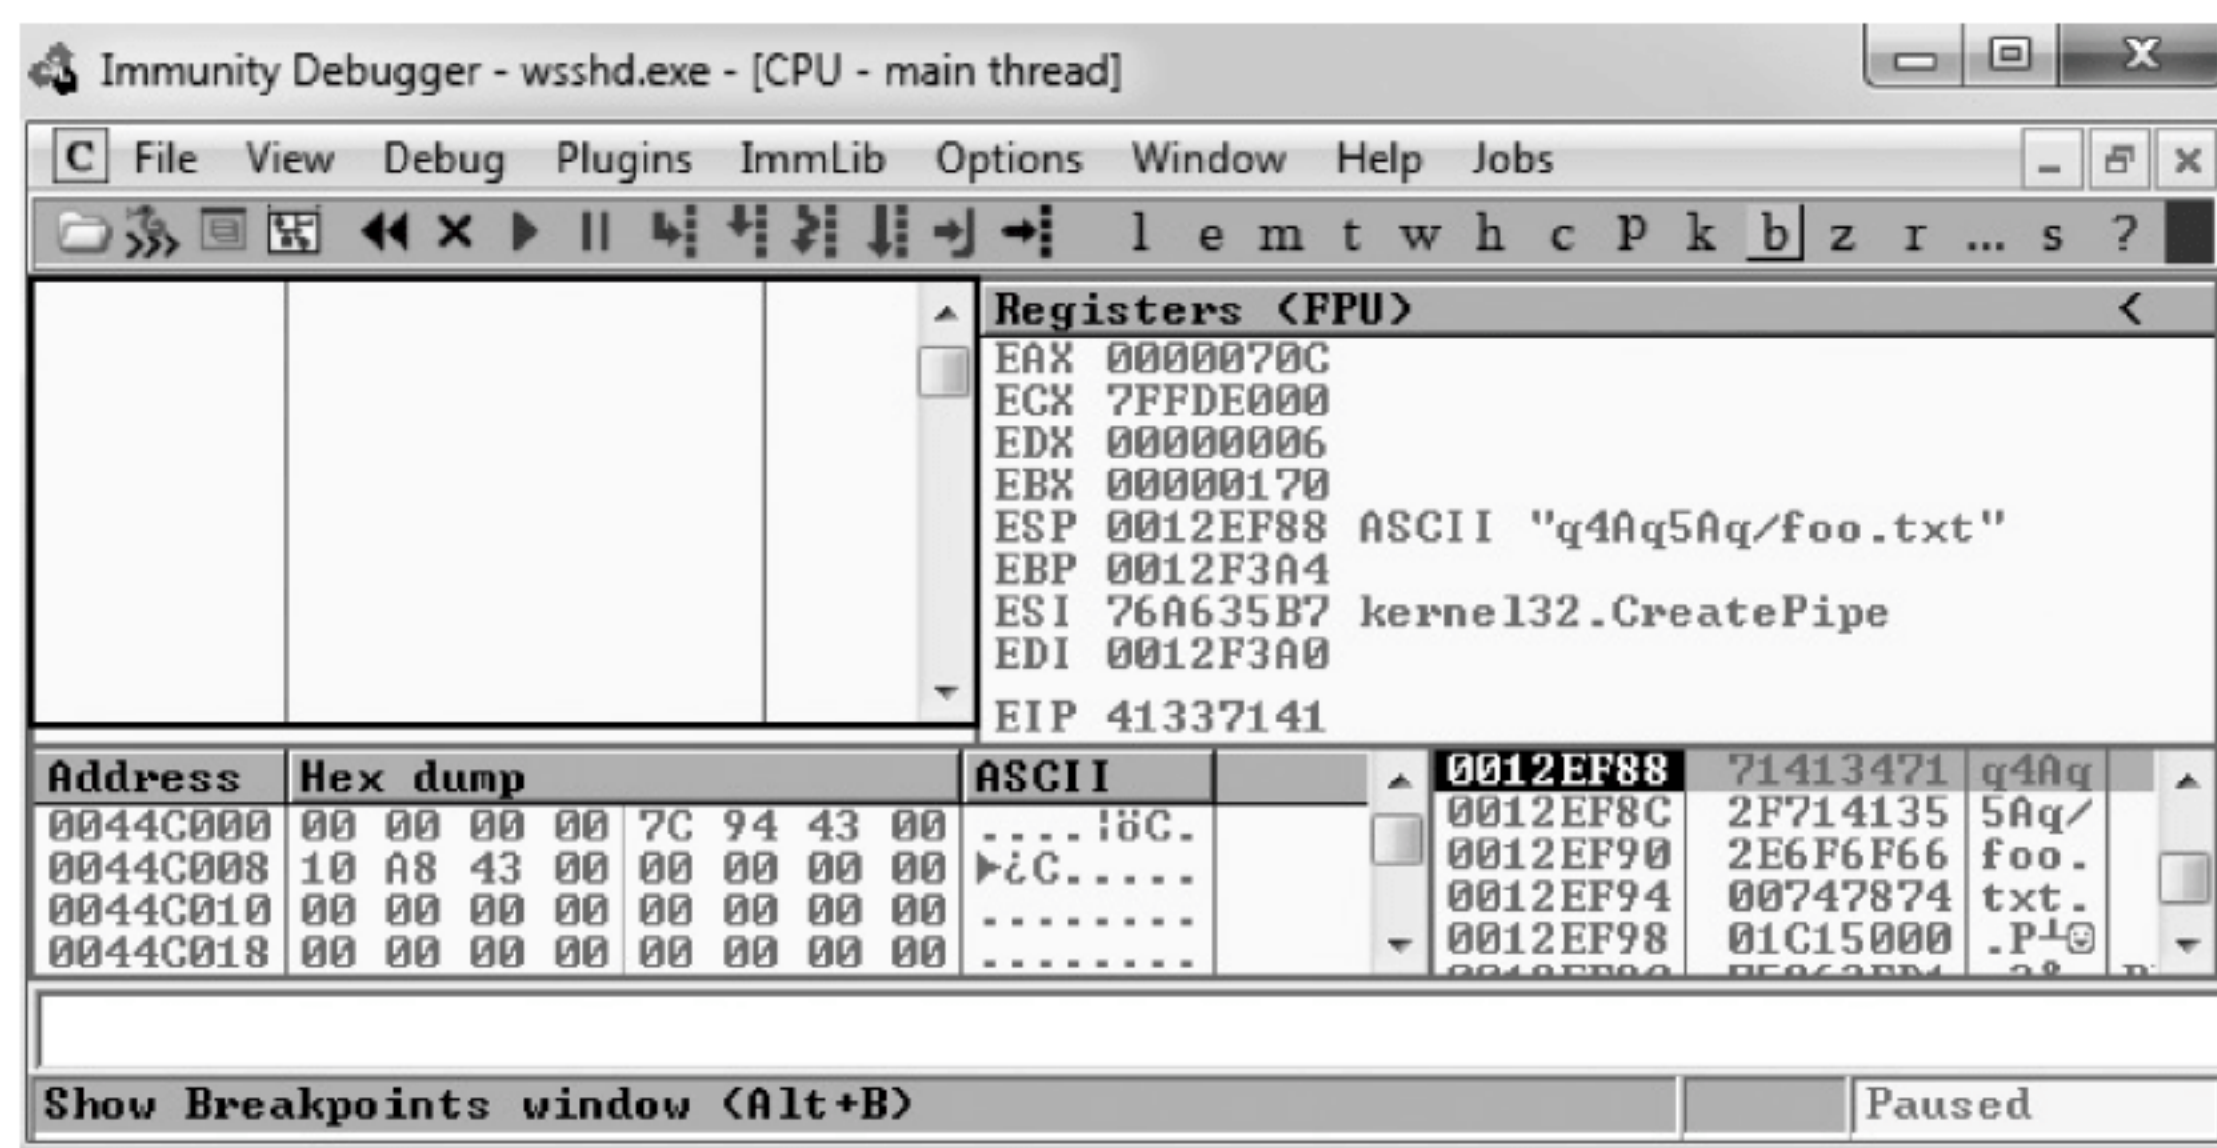 Immunity Debugger - wsshd.exe - [CPU - main thread]
C File View Debug Plugins ImmLib Options Window Help Jobs
l e m t w h c P k b z r ... s ?
Registers (FPU) <
EAX 0000070C
ECX 7FFDE000
EDX 00000006
EBX 00000170
ESP 0012EF88 ASCII "q4Aq5Aq/foo.txt"
EBP 0012F3A4
ESI 76A635B7 kernel32.CreatePipe
EDI 0012F3A0
EIP 41337141
Address Hex dump ASCII
0044C000 00 00 00 00 7C 94 43 00 ....¦öC.
0044C008 10 A8 43 00 00 00 00 00 ►¿C.....
0044C010 00 00 00 00 00 00 00 00 ........
0044C018 00 00 00 00 00 00 00 00 ........
0012EF88 71413471 q4Aq
0012EF8C 2F714135 5Aq/
0012EF90 2E6F6F66 foo.
0012EF94 00747874 txt.
0012EF98 01C15000 .P┴☺
Show Breakpoints window (Alt+B)
Paused